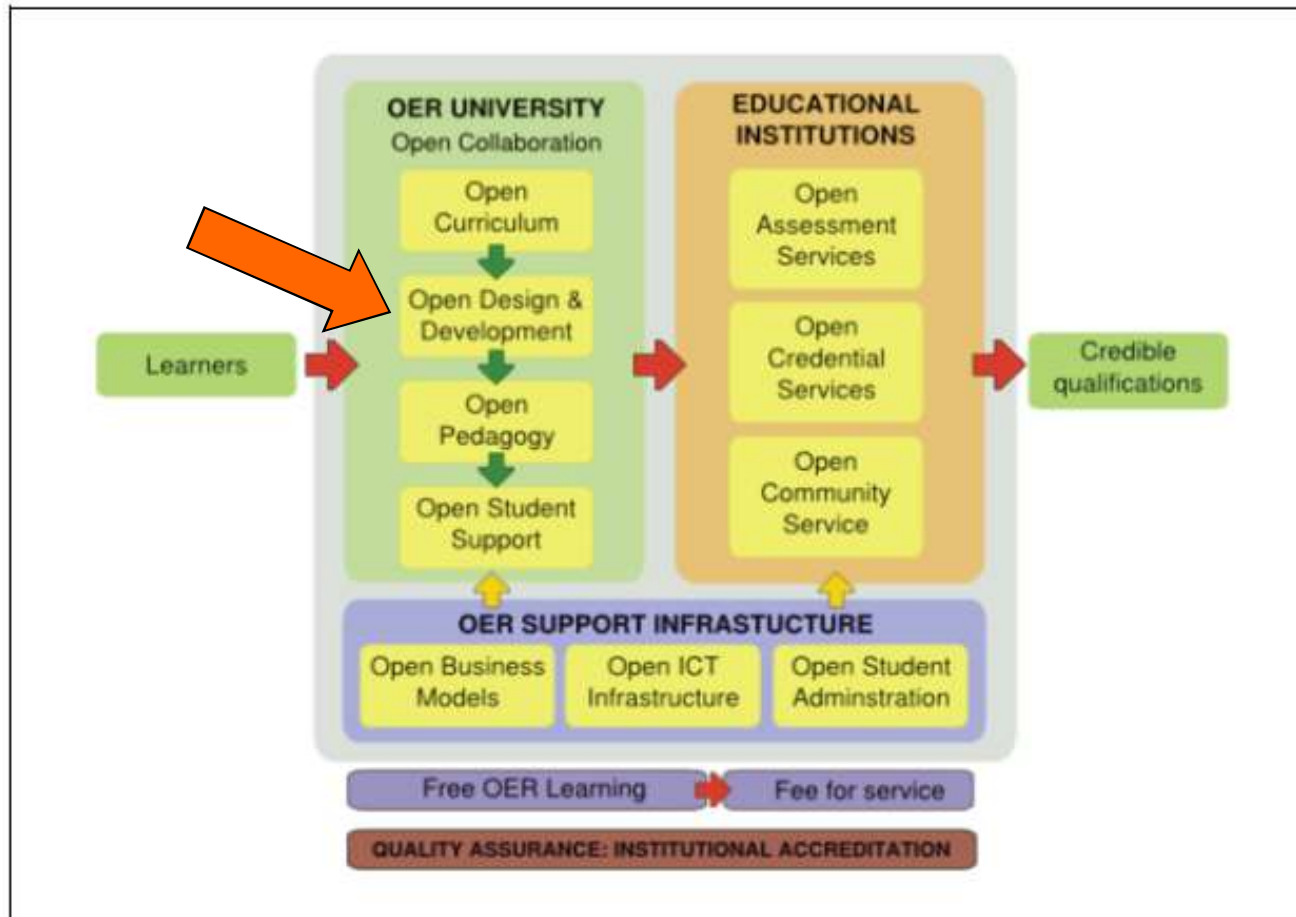 OER UNIVERSITY
Open Collaboration
Open
Curriculum
Open Design &
Development
Open
Pedagogy
Open Student
Support
EDUCATIONAL
INSTITUTIONS
Open
Assessment
Services
Open
Credential
Services
Open
Community
Service
Learners
Credible
qualifications
OER SUPPORT INFRASTUCTURE
Open Business
Models
Open ICT
Infrastructure
Open Student
Adminstration
Free OER Learning
Fee for service
QUALITY ASSURANCE: INSTITUTIONAL ACCREDITATION